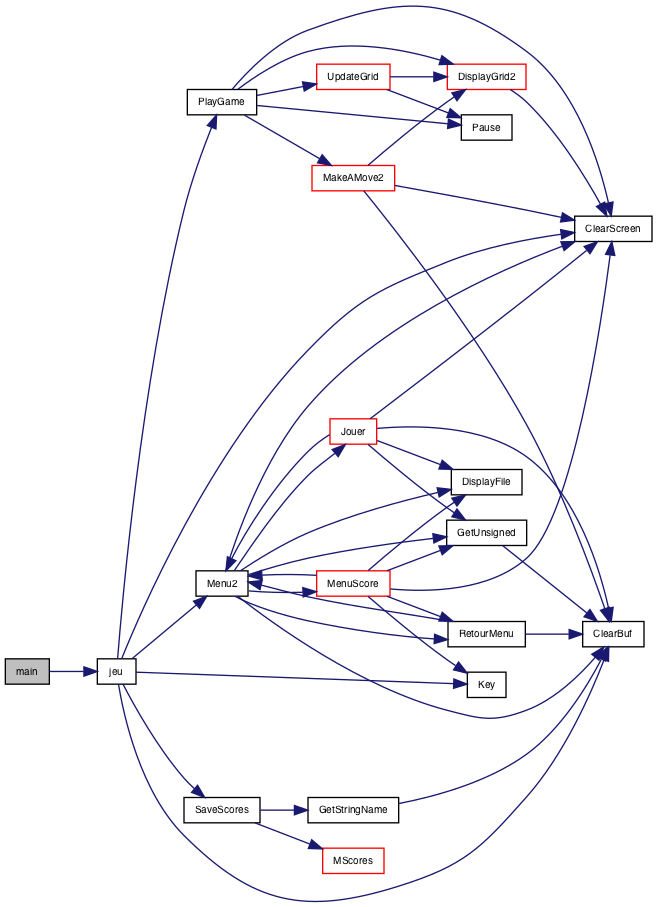 UpdateGrid
DisplayGrid2
PlayGame
Pause
MakeAMove2
ClearScreen
Jouer
DisplayFile
GetUnsigned
Menu2
MenuScore
RetourMenu
ClearBuf
main
jeu
Key
SaveScores
GetStringName
MScores